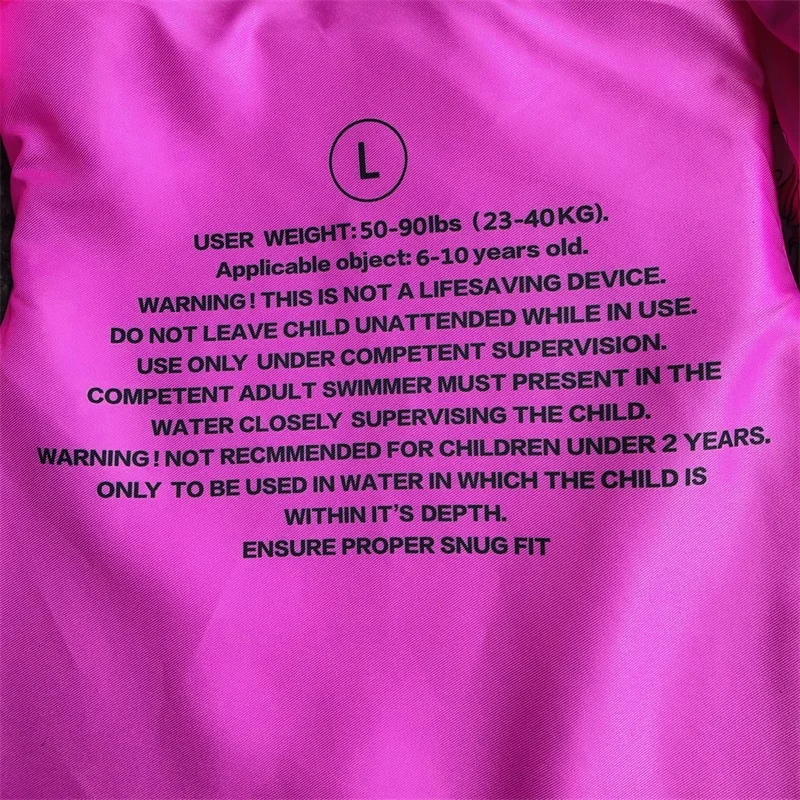 L
USER WEIGHT:50-90lbs (23-40KG).
Applicable object: 6-10 years old.
WARNING! THIS IS NOT A LIFESAVING DEVICE.
DO NOT LEAVE CHILD UNATTENDED WHILE IN USE.
USE ONLY UNDER COMPETENT SUPERVISION.
COMPETENT ADULT SWIMMER MUST PRESENT IN THE
WATER CLOSELY SUPERVISING THE CHILD.
WARNING! NOT RECMMENDED FOR CHILDREN UNDER 2 YEARS.
ONLY TO BE USED IN WATER IN WHICH THE CHILD IS
WITHIN IT'S DEPTH.
ENSURE PROPER SNUG FIT